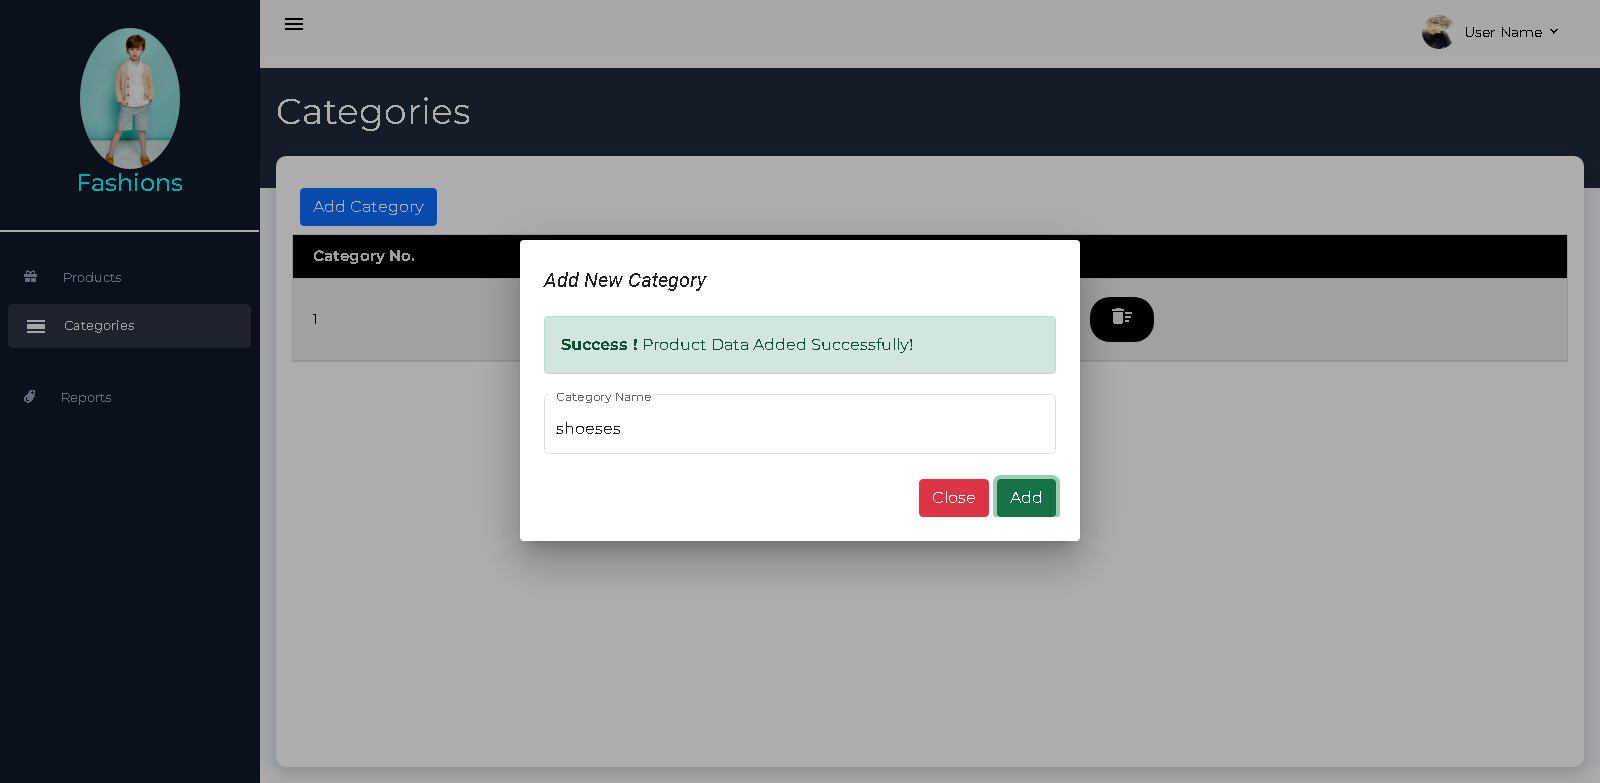 User Name
Fashions
Products
Categories
Reports
Categories
Add Category
Category No.
1
Add New Category
Success ! Product Data Added Successfully!
Category Name
shoeses
Close
Add